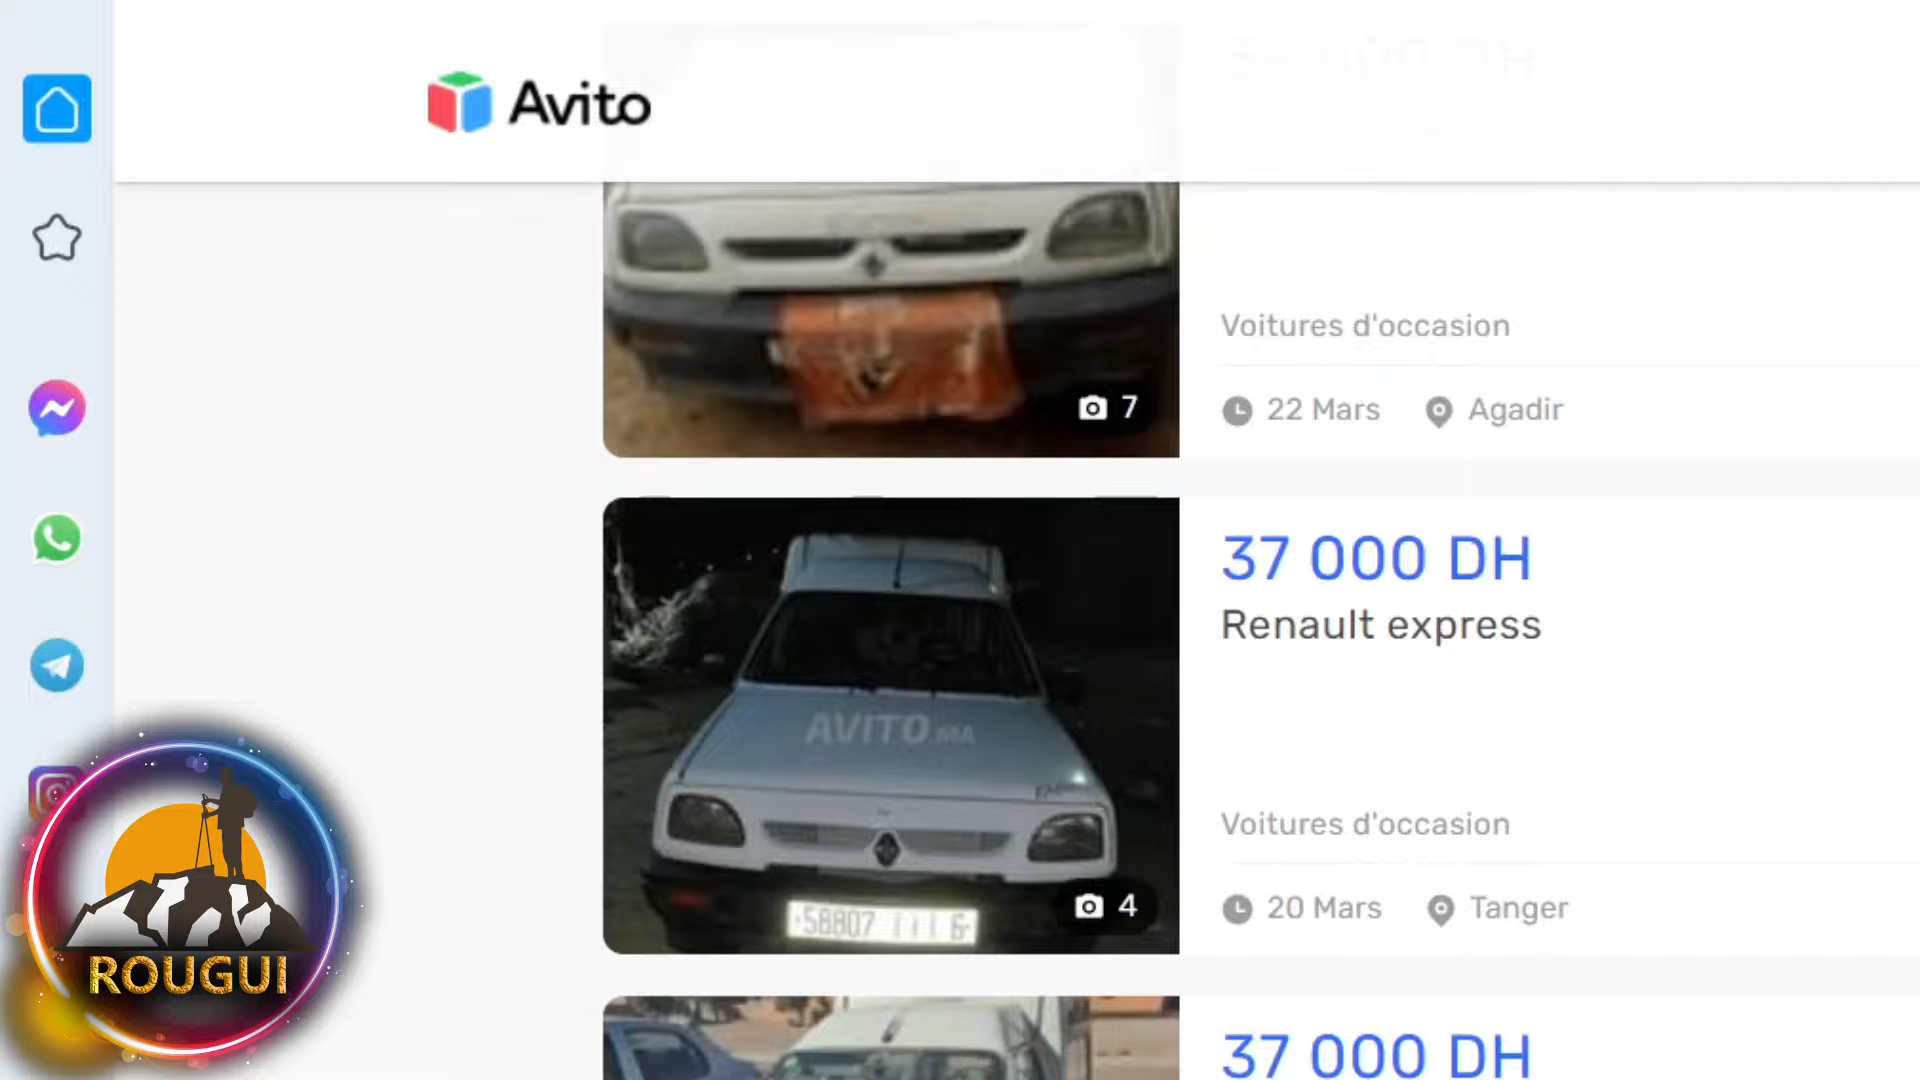 Avito
7
Voitures d'occasion
22 Mars
Agadir
37 000 DH
Renault express
AVITO.MA
Voitures d'occasion
4
20 Mars
Tanger
ROUGUI
37 000 DH